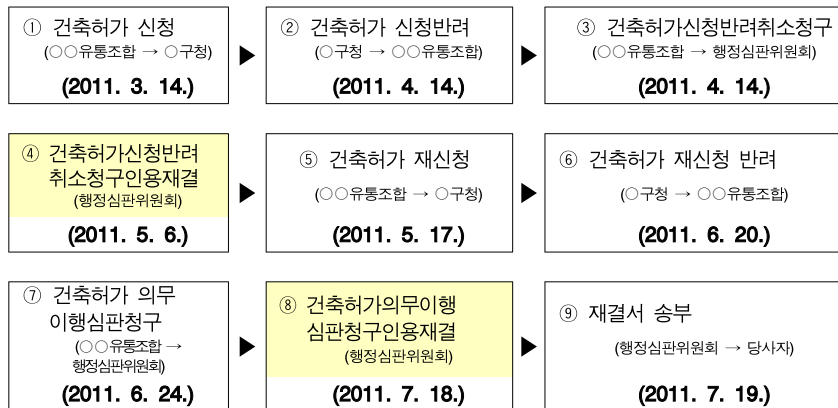 ① 건축허가 신청
(○○유통조합 → ○구청)
(2011. 3. 14.)
② 건축허가 신청반려
(○구청 → ○○유통조합)
(2011. 4. 14.)
③ 건축허가신청반려취소청구
(○○유통조합 → 행정심판위원회)
(2011. 4. 14.)
④ 건축허가신청반려
취소청구인용재결
(행정심판위원회)
(2011. 5. 6.)
⑤ 건축허가 재신청
(○○유통조합 → ○구청)
(2011. 5. 17.)
⑥ 건축허가 재신청 반려
(○구청 → ○○유통조합)
(2011. 6. 20.)
⑦ 건축허가 의무
이행심판청구
(○○유통조합 →
행정심판위원회)
(2011. 6. 24.)
⑧ 건축허가의무이행
심판청구인용재결
(행정심판위원회)
(2011. 7. 18.)
⑨ 재결서 송부
(행정심판위원회 → 당사자)
(2011. 7. 19.)